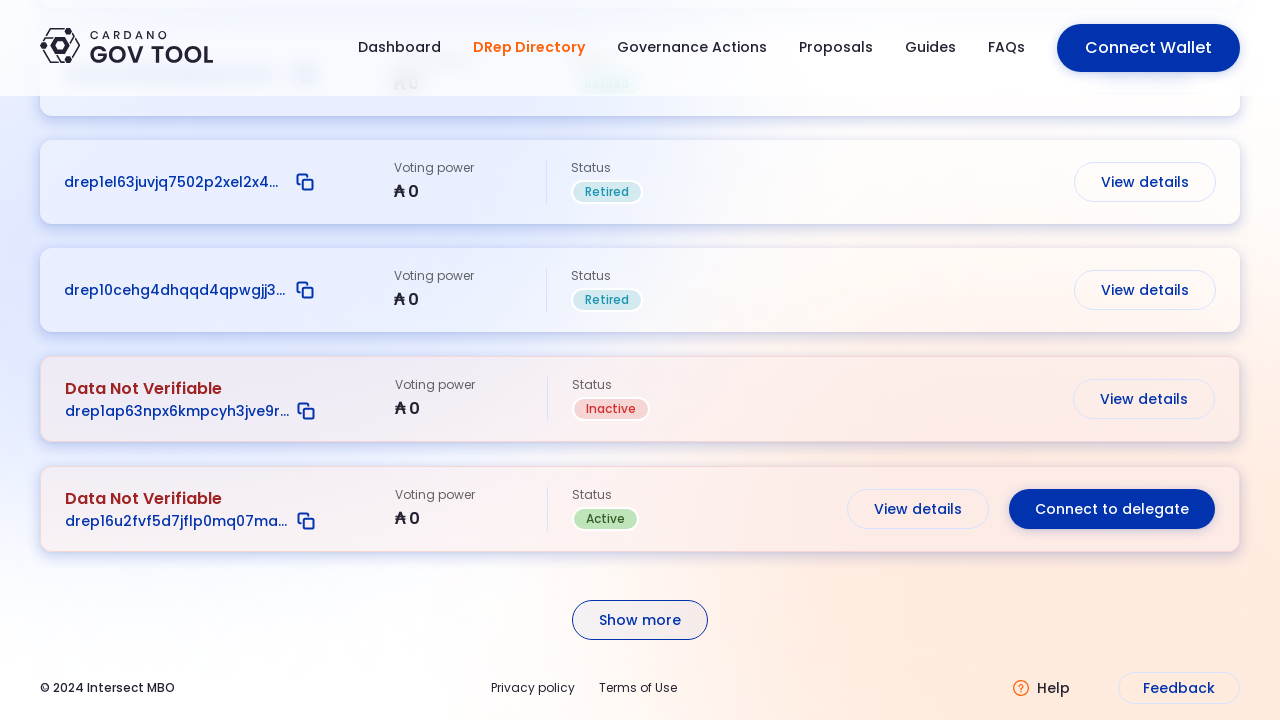 CARDANO
GOV TOOL
Dashboard
DRep Directory
Governance Actions
Proposals
Guides
FAQs
Connect Wallet
₳ 0
Retired
drep1el63juvjq7502p2xel2x4...
Voting power
₳ 0
Status
Retired
View details
drep10cehg4dhqqd4qpwgjj3...
Voting power
₳ 0
Status
Retired
View details
Data Not Verifiable
drep1ap63npx6kmpcyh3jve9r...
Voting power
₳ 0
Status
Inactive
View details
Data Not Verifiable
drep16u2fvf5d7jflp0mq07ma...
Voting power
₳ 0
Status
Active
View details
Connect to delegate
Show more
© 2024 Intersect MBO
Privacy policy
Terms of Use
Help
Feedback